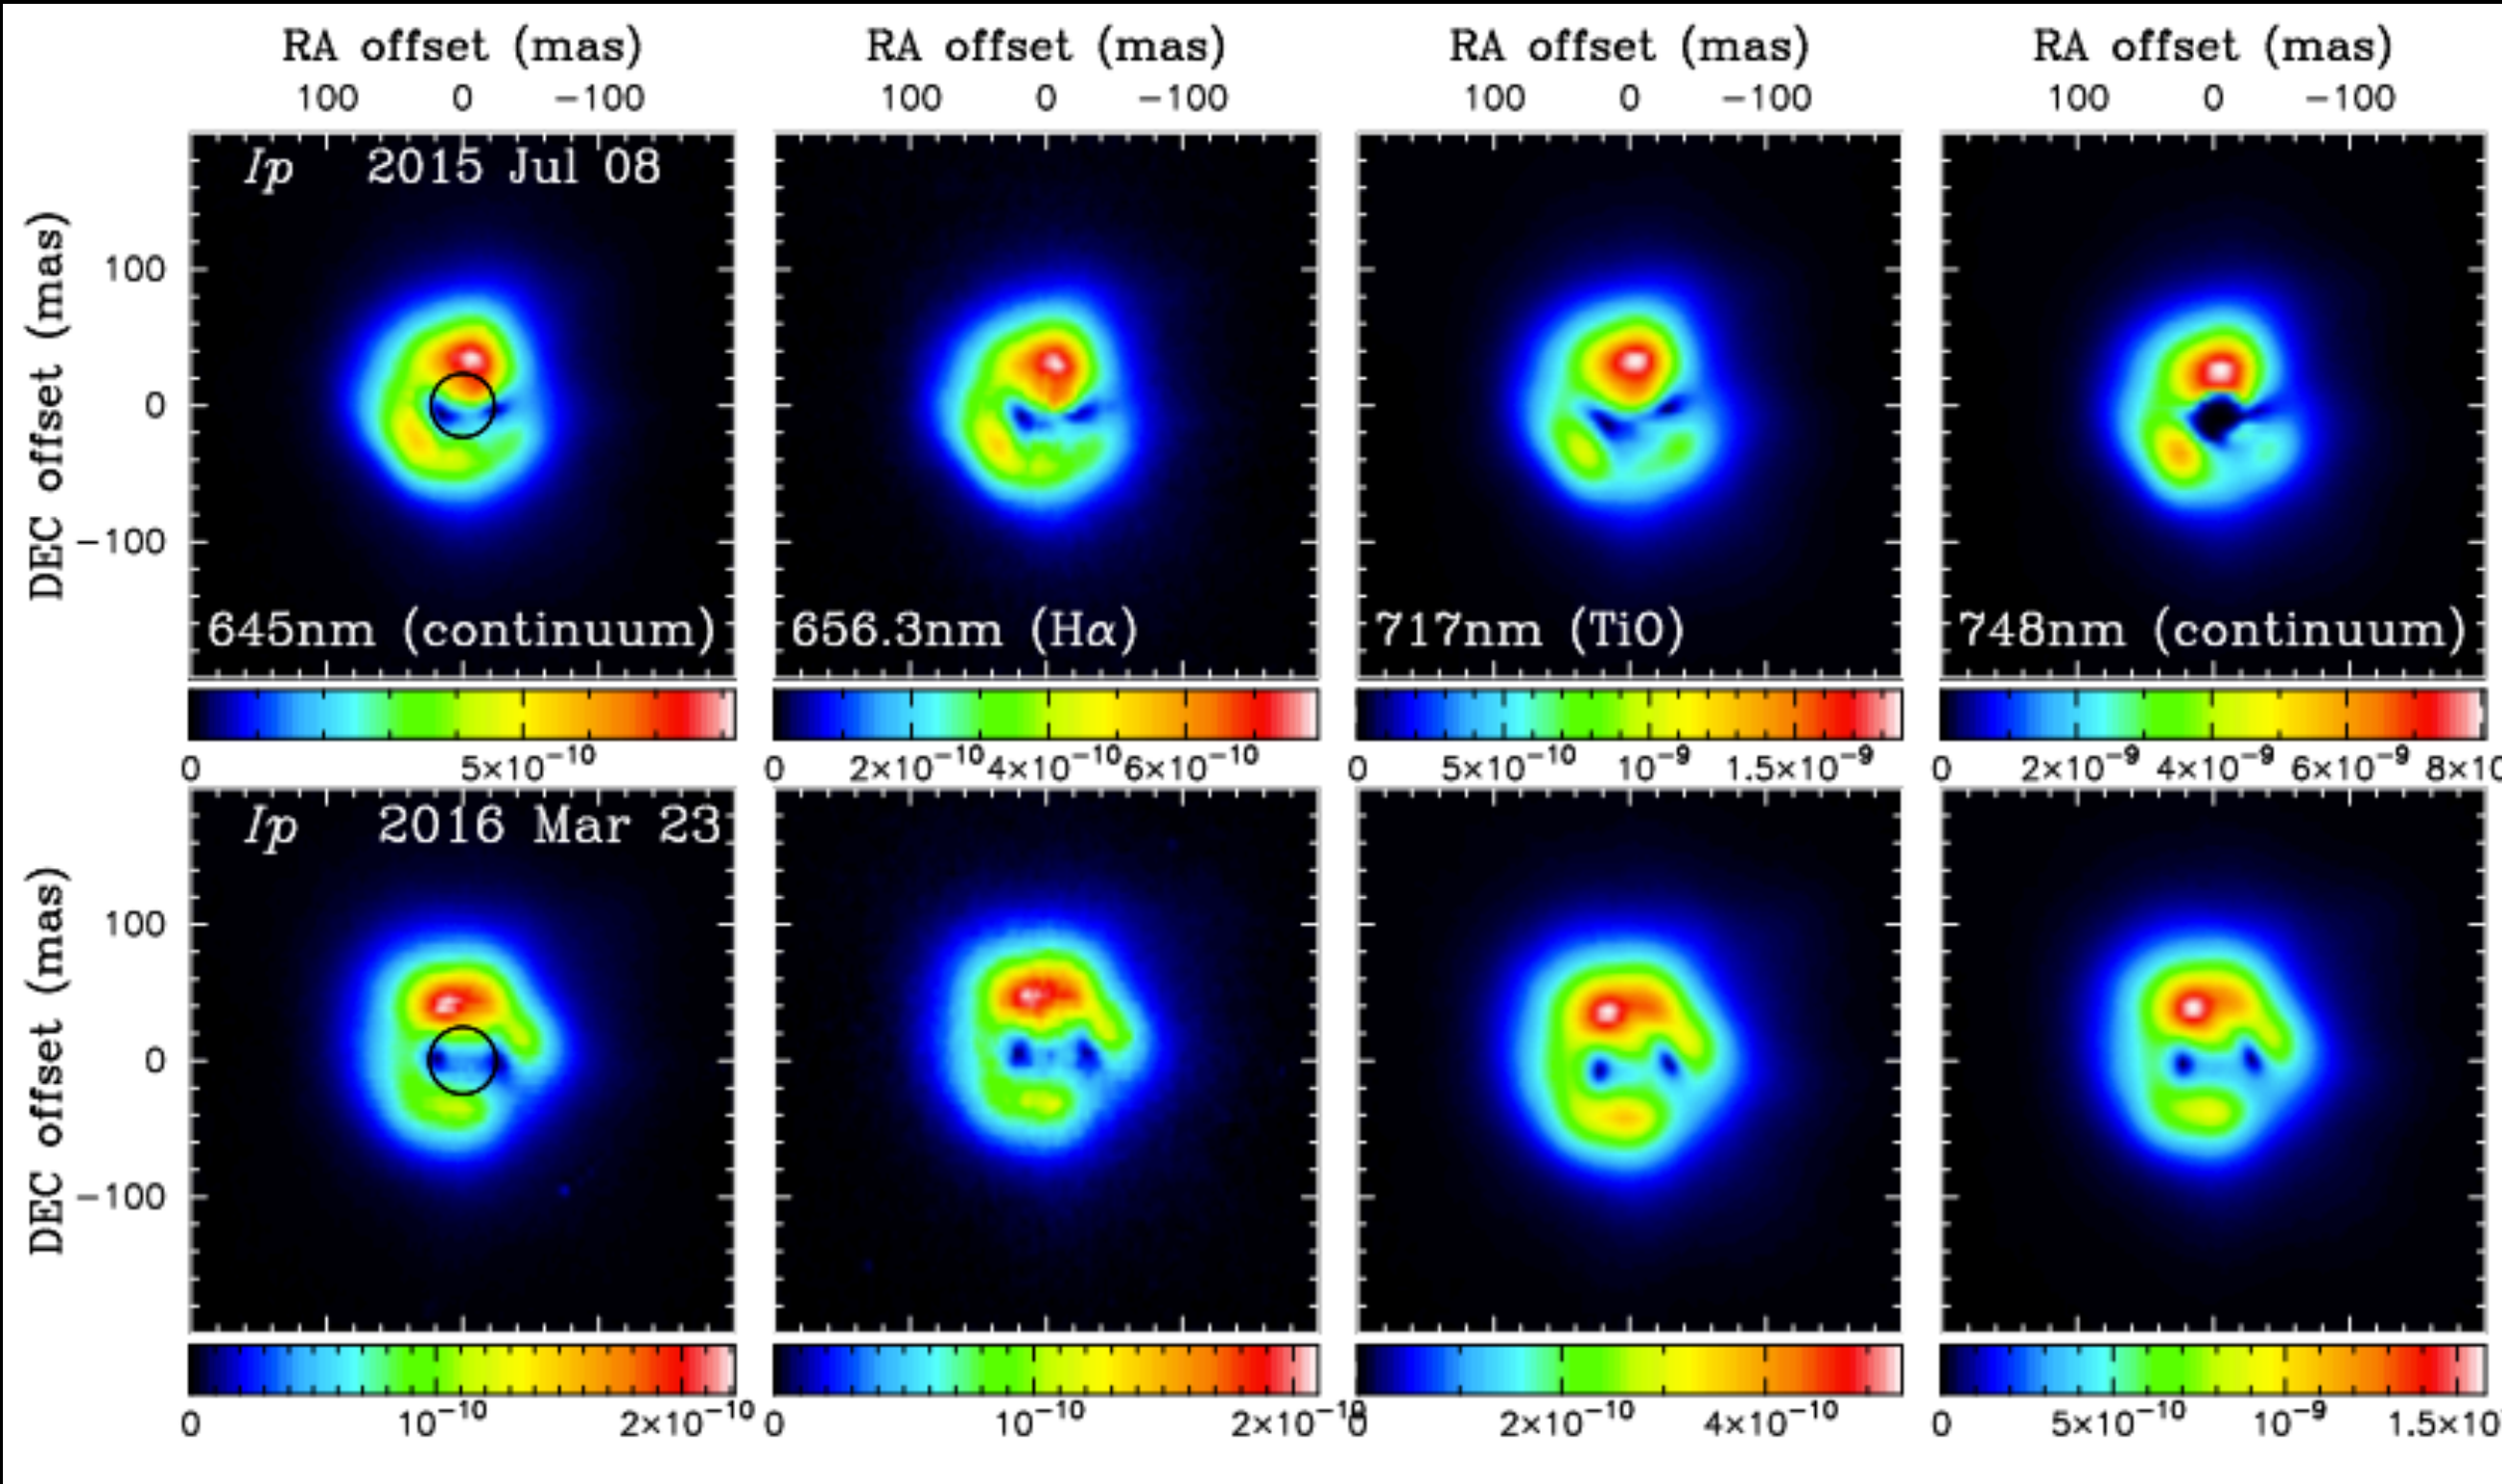 RA offset (mas) RA offset (mas) RA offset (mas) RA offset (mas)
100 0 −100 100 0 −100 100 0 −100 100 0 −100
Ip 2015 Jul 08
DEC offset (mas)
100
0
−100
645nm (continuum) 656.3nm (Hα) 717nm (TiO) 748nm (continuum)
0 5×10⁻¹⁰ 0 2×10⁻¹⁰ 4×10⁻¹⁰ 6×10⁻¹⁰ 0 5×10⁻¹⁰ 10⁻⁹ 1.5×10⁻⁹ 0 2×10⁻⁹ 4×10⁻⁹ 6×10⁻⁹ 8×10
Ip 2016 Mar 23
DEC offset (mas)
100
0
−100
0 10⁻¹⁰ 2×10⁻¹⁰ 0 10⁻¹⁰ 2×10⁻¹⁰ 0 2×10⁻¹⁰ 4×10⁻¹⁰ 0 5×10⁻¹⁰ 10⁻⁹ 1.5×10